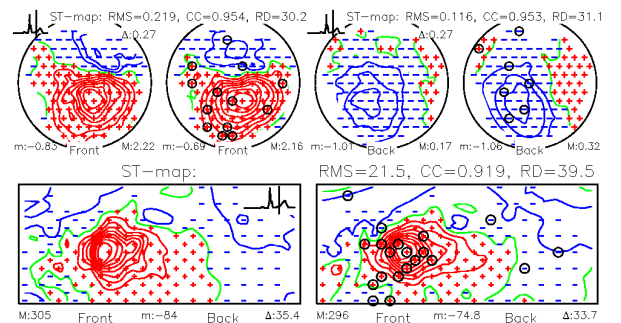 ST-map: RMS=0.219, CC=0.954, RD=30.2
Δ:0.27
ST-map: RMS=0.116, CC=0.953, RD=31.1
Δ:0.27
m:-0.83 Front M:2.22
m:-0.69 Front M:2.16
m:-1.01 Back M:0.17
m:-1.06 Back M:0.32
ST-map: RMS=21.5, CC=0.919, RD=39.5
M:305 Front m:-84 Back Δ:35.4
M:296 Front m:-74.8 Back Δ:33.7